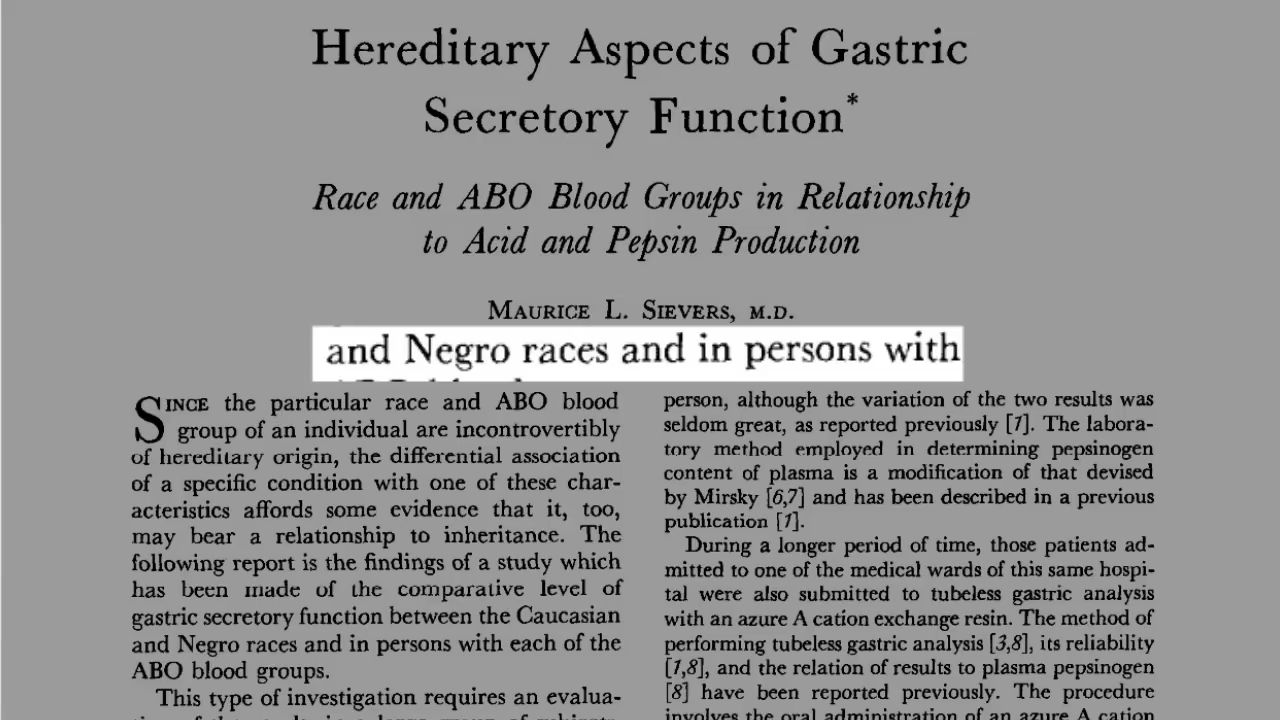 Hereditary Aspects of Gastric
Secretory Function*
Race and ABO Blood Groups in Relationship
to Acid and Pepsin Production
MAURICE L. SIEVERS, M.D.
and Negro races and in persons with
SINCE the particular race and ABO blood
group of an individual are incontrovertibly
of hereditary origin, the differential association
of a specific condition with one of these char-
acteristics affords some evidence that it, too,
may bear a relationship to inheritance. The
following report is the findings of a study which
has been made of the comparative level of
gastric secretory function between the Caucasian
and Negro races and in persons with each of the
ABO blood groups.
This type of investigation requires an evalua-
person, although the variation of the two results was
seldom great, as reported previously [1]. The labora-
tory method employed in determining pepsinogen
content of plasma is a modification of that devised
by Mirsky [6,7] and has been described in a previous
publication [1].
During a longer period of time, those patients ad-
mitted to one of the medical wards of this same hospi-
tal were also submitted to tubeless gastric analysis
with an azure A cation exchange resin. The method of
performing tubeless gastric analysis [3,8], its reliability
[1,8], and the relation of results to plasma pepsinogen
[8] have been reported previously. The procedure
involves the oral administration of an azure A cation